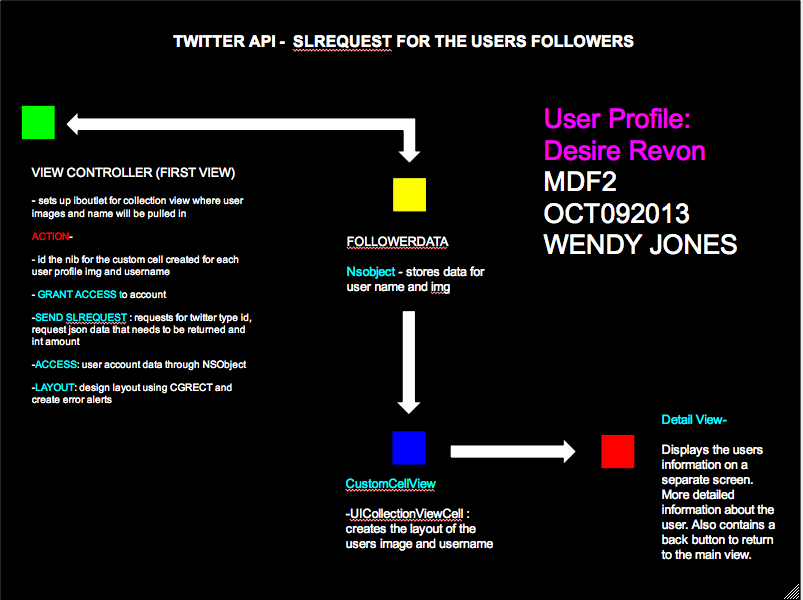 TWITTER API - SLREQUEST FOR THE USERS FOLLOWERS
User Profile:
Desire Revon
MDF2
OCT092013
WENDY JONES
VIEW CONTROLLER (FIRST VIEW)
- sets up iboutlet for collection view where user
images and name will be pulled in
ACTION-
- id the nib for the custom cell created for each
user profile img and username
- GRANT ACCESS to account
-SEND SLREQUEST : requests for twitter type id,
request json data that needs to be returned and
int amount
-ACCESS: user account data through NSObject
-LAYOUT: design layout using CGRECT and
create error alerts
FOLLOWERDATA
Nsobject - stores data for
user name and img
CustomCellView
-UICollectionViewCell :
creates the layout of the
users image and username
Detail View-
Displays the users
information on a
separate screen.
More detailed
information about the
user. Also contains a
back button to return
to the main view.